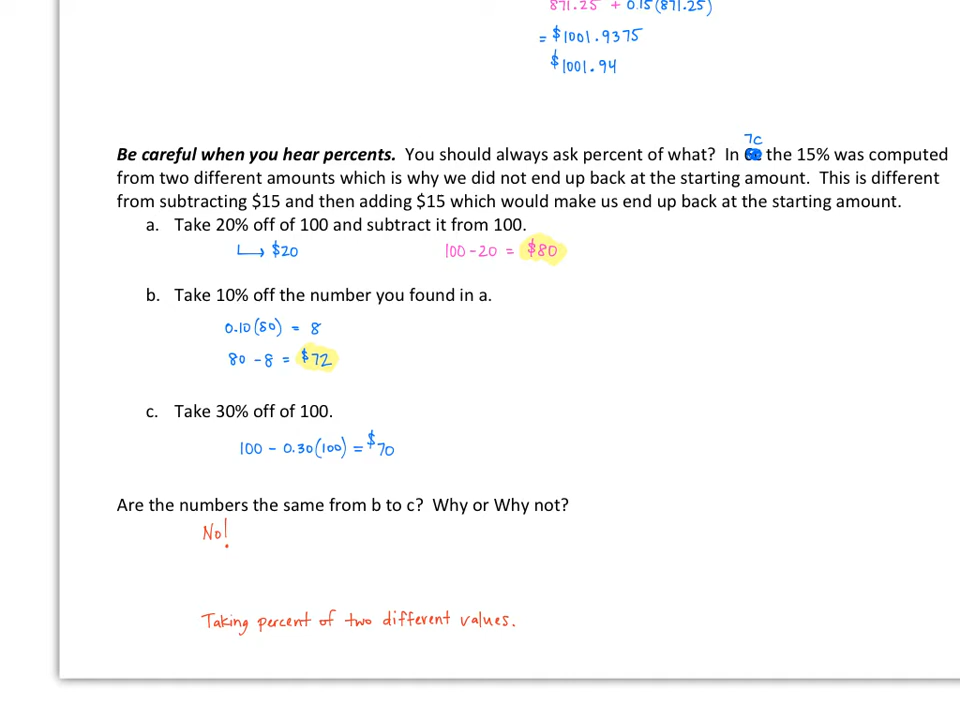 871.25 + 0.15(871.25)
= $1001.9375
$1001.94
7c
Be careful when you hear percents. You should always ask percent of what? In the 15% was computed
from two different amounts which is why we did not end up back at the starting amount. This is different
from subtracting $15 and then adding $15 which would make us end up back at the starting amount.
a. Take 20% off of 100 and subtract it from 100.
↳ $20 100 - 20 = $80
b. Take 10% off the number you found in a.
0.10(80) = 8
80 - 8 = $72
c. Take 30% off of 100.
100 - 0.30(100) = $70
Are the numbers the same from b to c? Why or Why not?
No!
Taking percent of two different values.